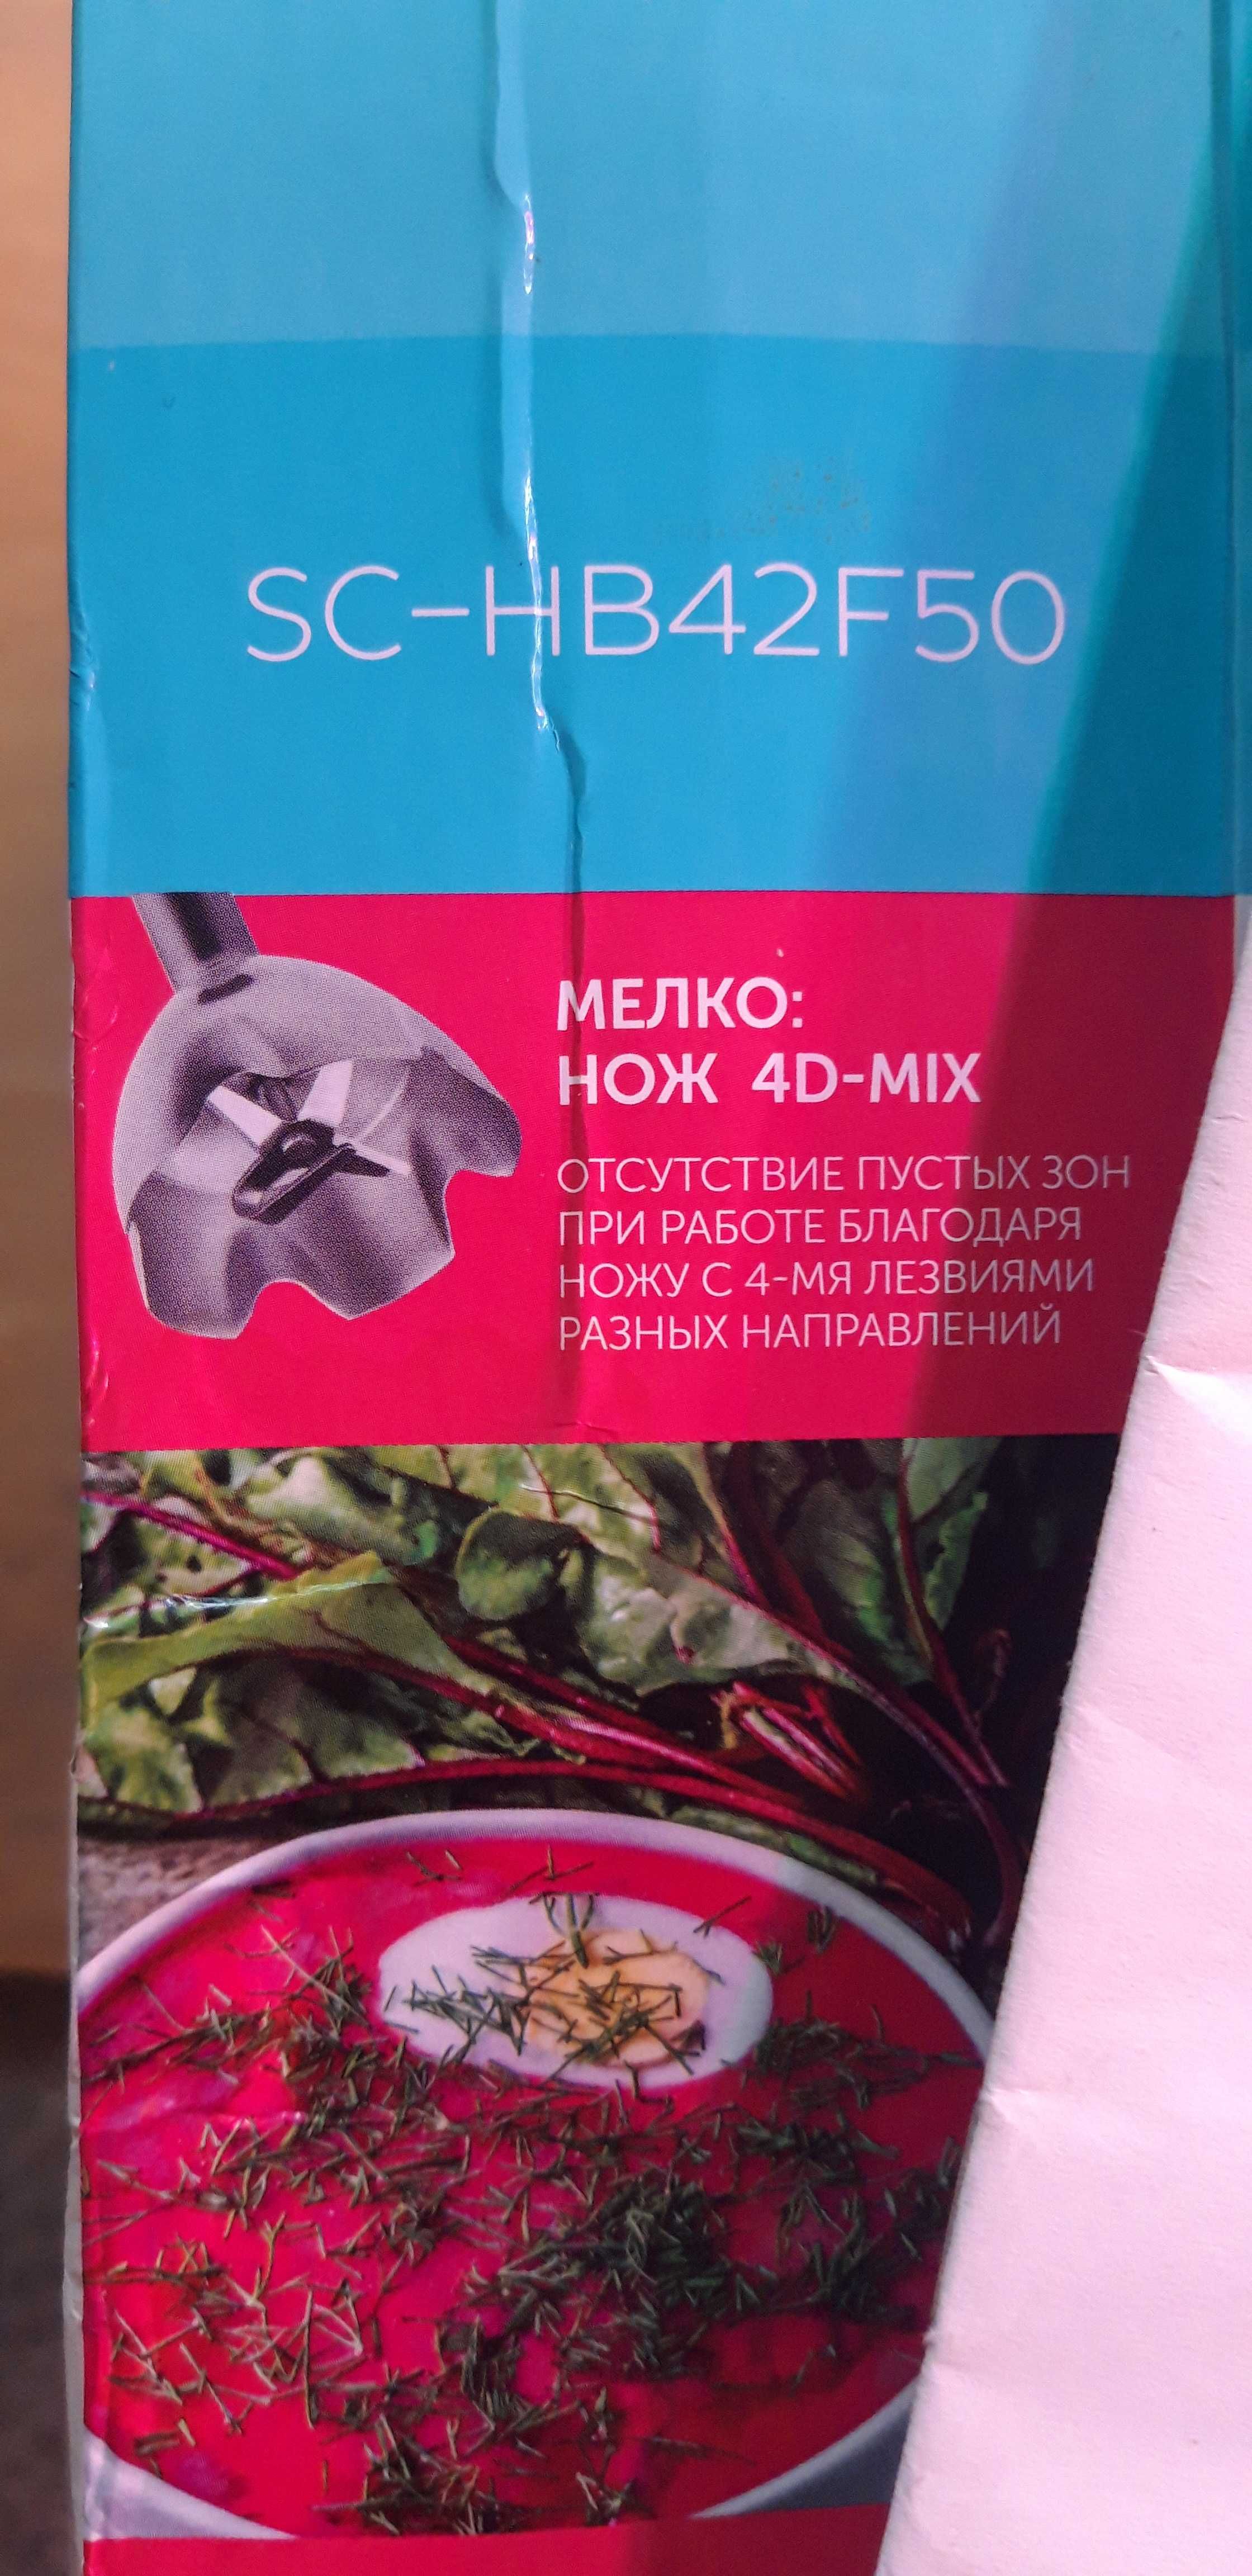 SC-HB42F50
МЕЛКО:
НОЖ 4D-MIX
ОТСУТСТВИЕ ПУСТЫХ ЗОН
ПРИ РАБОТЕ БЛАГОДАРЯ
НОЖУ С 4-МЯ ЛЕЗВИЯМИ
РАЗНЫХ НАПРАВЛЕНИЙ